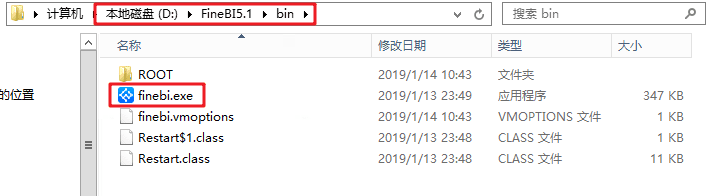 计算机 本地磁盘 (D:) FineBI5.1 bin 搜索 bin
名称 修改日期 类型 大小
ROOT 2019/1/14 10:43 文件夹
的位置 finebi.exe 2019/1/13 23:49 应用程序 347 KB
finebi.vmoptions 2019/1/14 10:43 VMOPTIONS 文件 1 KB
Restart$1.class 2019/1/13 23:48 CLASS 文件 1 KB
Restart.class 2019/1/13 23:48 CLASS 文件 11 KB